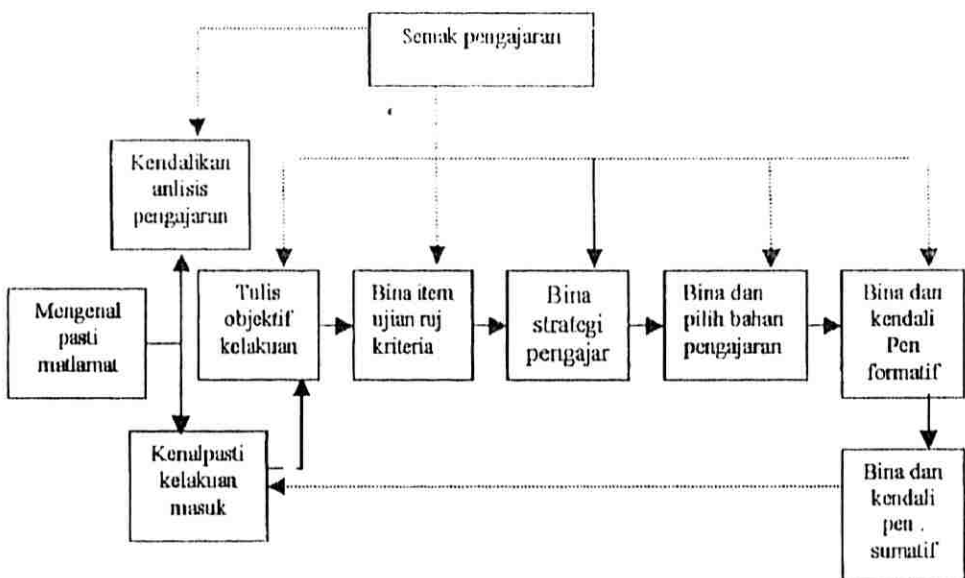 Semak pengajaran
Kendalikan
anlisis
pengajaran
Mengenal
pasti
matlamat
Tulis
objektif
kelakuan
Bina item
ujian ruj
kriteria
Bina
strategi
pengajar
Bina dan
pilih bahan
pengajaran
Bina dan
kendali
Pen
formatif
Kenalpasti
kelakuan
masuk
Bina dan
kendali
pen .
sumatif